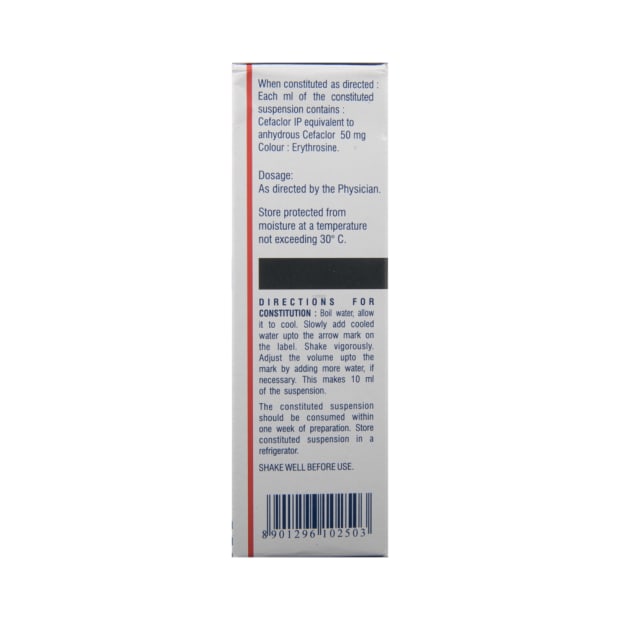 When constituted as directed :
Each ml of the constituted
suspension contains :
Cefaclor IP equivalent to
anhydrous Cefaclor 50 mg
Colour : Erythrosine.
Dosage:
As directed by the Physician.
Store protected from
moisture at a temperature
not exceeding 30° C.
DIRECTIONS FOR
CONSTITUTION : Boil water, allow
it to cool. Slowly add cooled
water upto the arrow mark on
the label. Shake vigorously.
Adjust the volume upto the
mark by adding more water, if
necessary. This makes 10 ml
of the suspension.
The constituted suspension
should be consumed within
one week of preparation. Store
constituted suspension in a
refrigerator.
SHAKE WELL BEFORE USE.
8 901296 102503